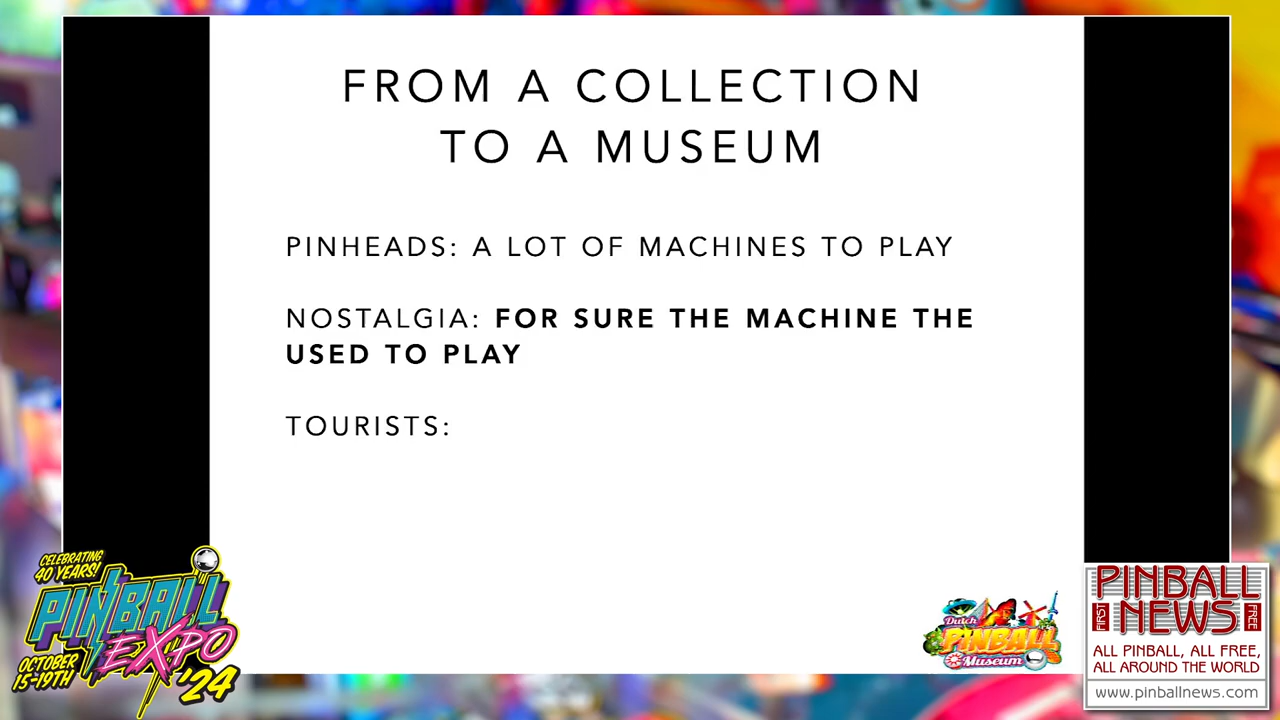 FROM A COLLECTION
TO A MUSEUM
PINHEADS: A LOT OF MACHINES TO PLAY
NOSTALGIA: FOR SURE THE MACHINE THE
USED TO PLAY
TOURISTS:
CELEBRATING
40 YEARS!
PINBALL
EXPO
OCTOBER
15-19TH
'24
Dutch
PINBALL
Museum
PINBALL
FIRST NEWS FREE
ALL PINBALL, ALL FREE,
ALL AROUND THE WORLD
www.pinballnews.com